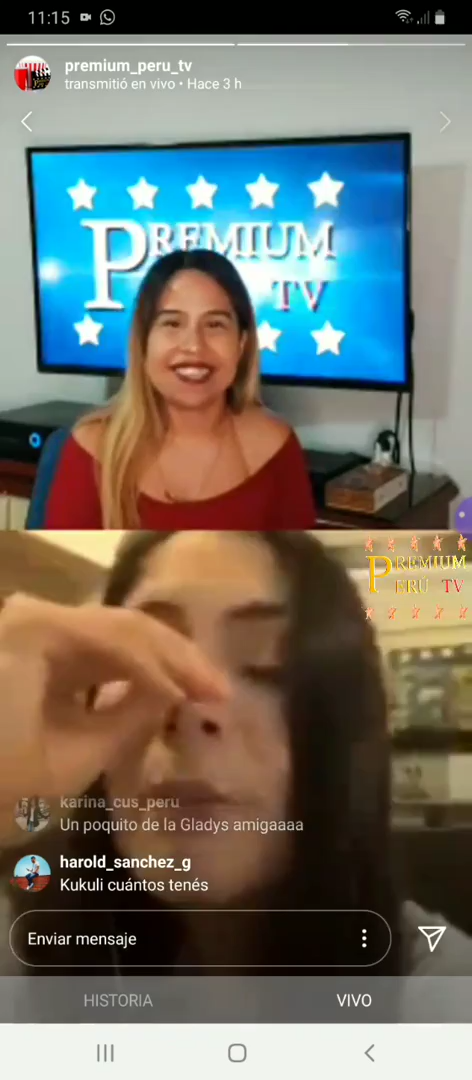 11:15
premium_peru_tv
transmitió en vivo • Hace 3 h
PREMIUM
TV
PREMIUM
PERÚ TV
karina_cus_peru
Un poquito de la Gladys amigaaaa
harold_sanchez_g
Kukuli cuántos tenés
Enviar mensaje
HISTORIA
VIVO